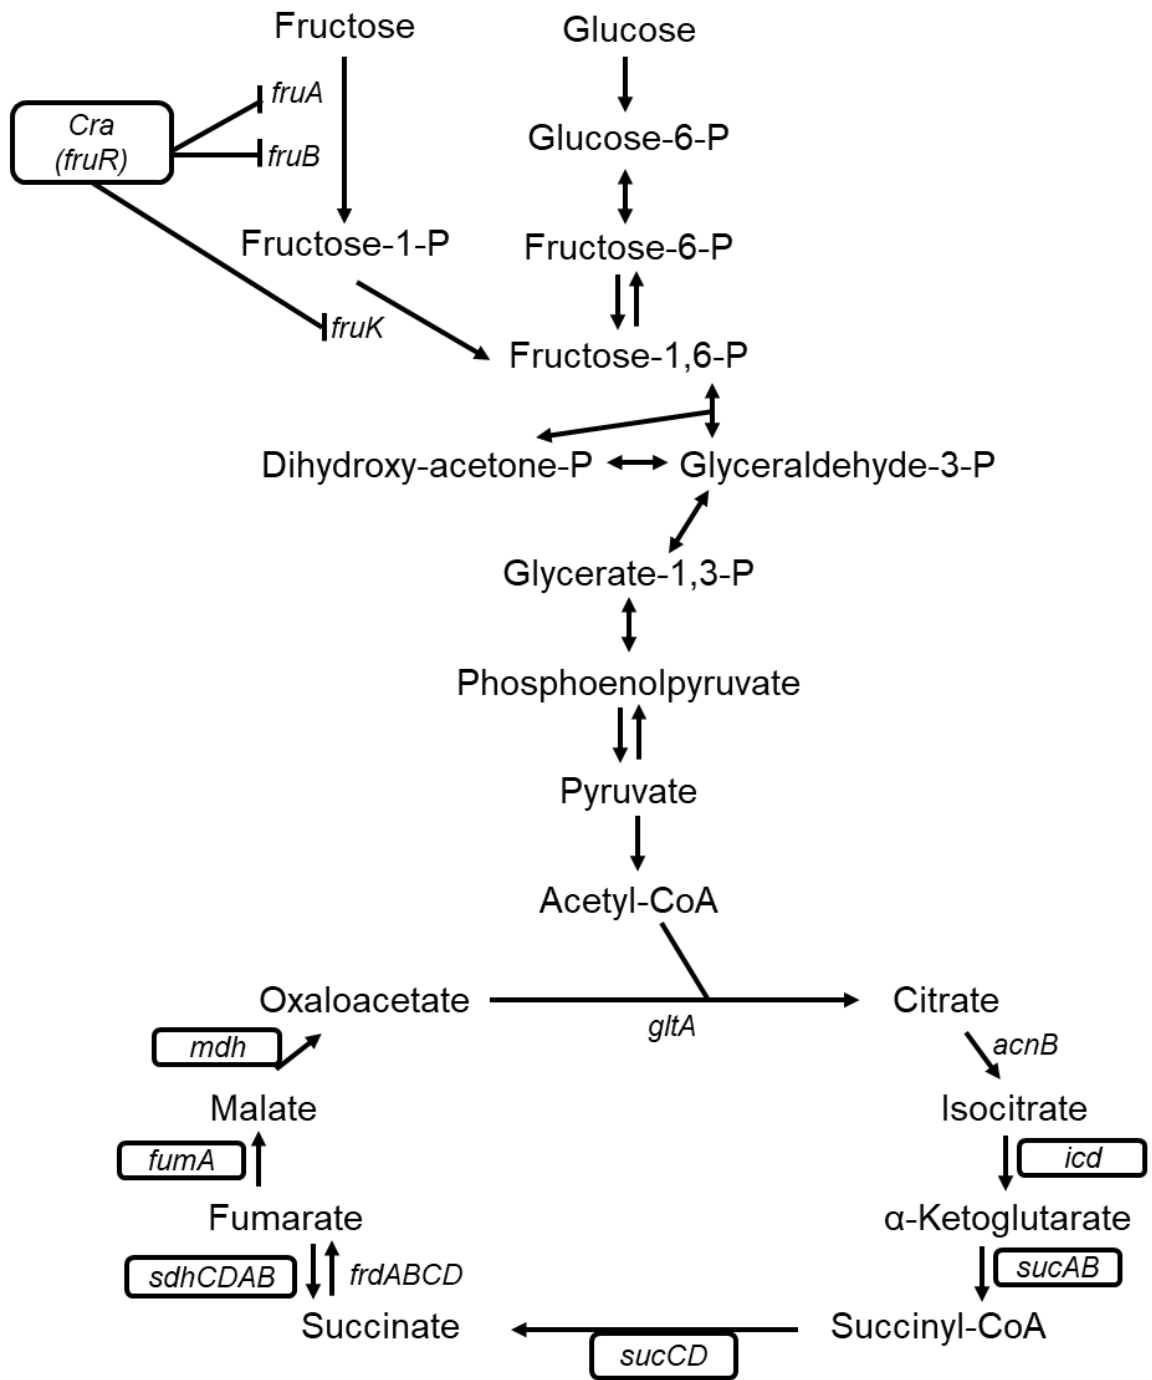 Fructose
Glucose
fruA
Cra
(fruR)
fruB
Glucose-6-P
Fructose-1-P
Fructose-6-P
fruK
Fructose-1,6-P
Dihydroxy-acetone-P
Glyceraldehyde-3-P
Glycerate-1,3-P
Phosphoenolpyruvate
Pyruvate
Acetyl-CoA
Oxaloacetate
Citrate
gltA
mdh
acnB
Malate
Isocitrate
fumA
icd
Fumarate
α-Ketoglutarate
sdhCDAB
frdABCD
sucAB
Succinate
Succinyl-CoA
sucCD